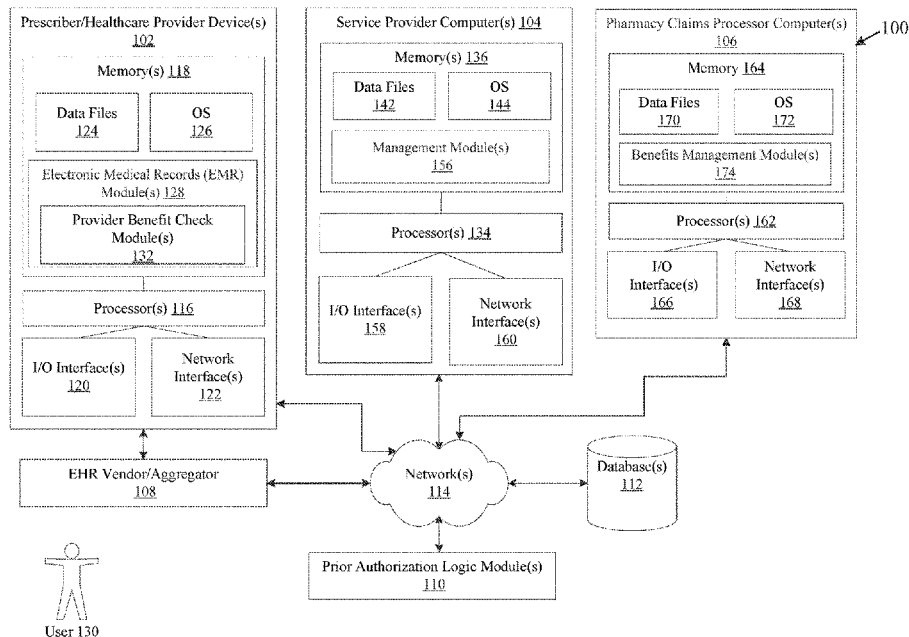 Prescriber/Healthcare Provider Device(s)
102
Memory(s) 118
Data Files
124
OS
126
Electronic Medical Records (EMR)
Module(s) 128
Provider Benefit Check
Module(s)
132
Processor(s) 116
I/O Interface(s)
120
Network
Interface(s)
122
Service Provider Computer(s) 104
Memory(s) 136
Data Files
142
OS
144
Management Module(s)
156
Processor(s) 134
I/O Interface(s)
158
Network
Interface(s)
160
Pharmacy Claims Processor Computer(s)
106
100
Memory 164
Data Files
170
OS
172
Benefits Management Module(s)
174
Processor(s) 162
I/O Interface(s)
166
Network
Interface(s)
168
EHR Vendor/Aggregator
108
Network(s)
114
Database(s)
112
Prior Authorization Logic Module(s)
110
User 130